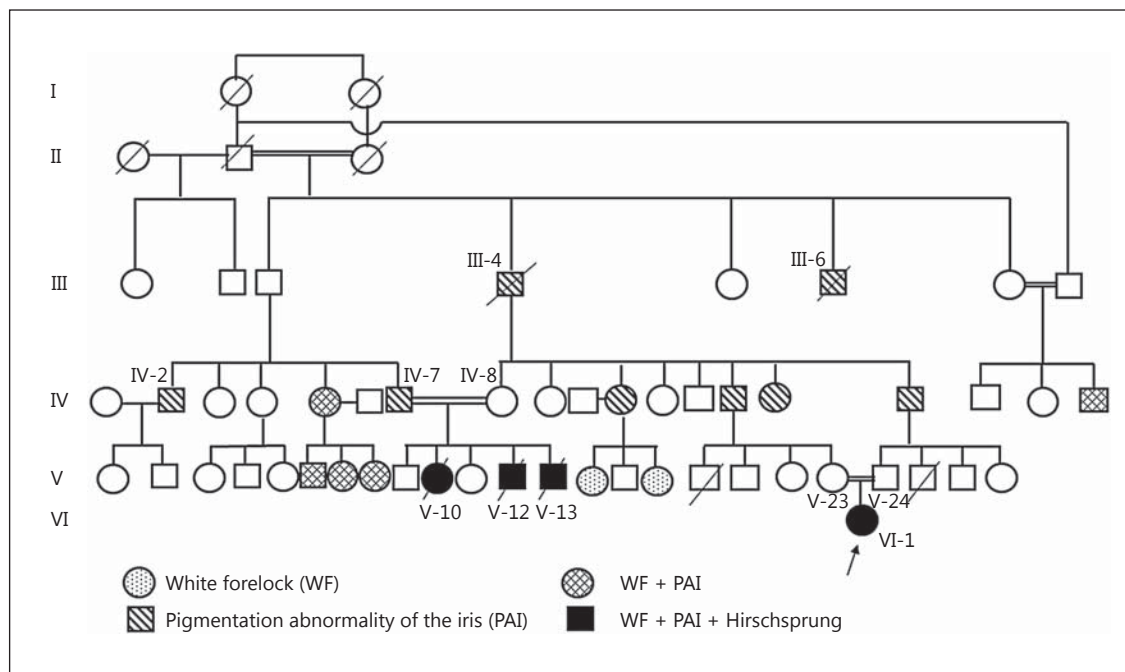 I
II
III
III-4
III-6
IV
IV-2
IV-7
IV-8
V
V-10
V-12
V-13
V-23
V-24
VI
VI-1
White forelock (WF)
WF + PAI
Pigmentation abnormality of the iris (PAI)
WF + PAI + Hirschsprung